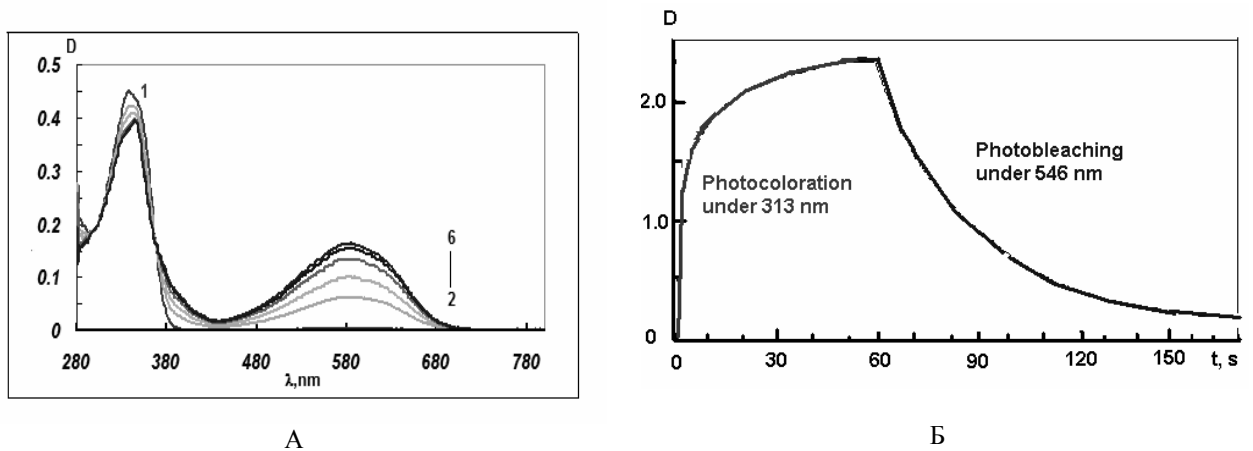 D
0.5
0.4
0.3
0.2
0.1
0
1
6
2
280 380 480 580 680 780
λ,nm
А
D
2.0
1.0
0
Photocoloration
under 313 nm
Photobleaching
under 546 nm
0 30 60 90 120 150 t, s
Б